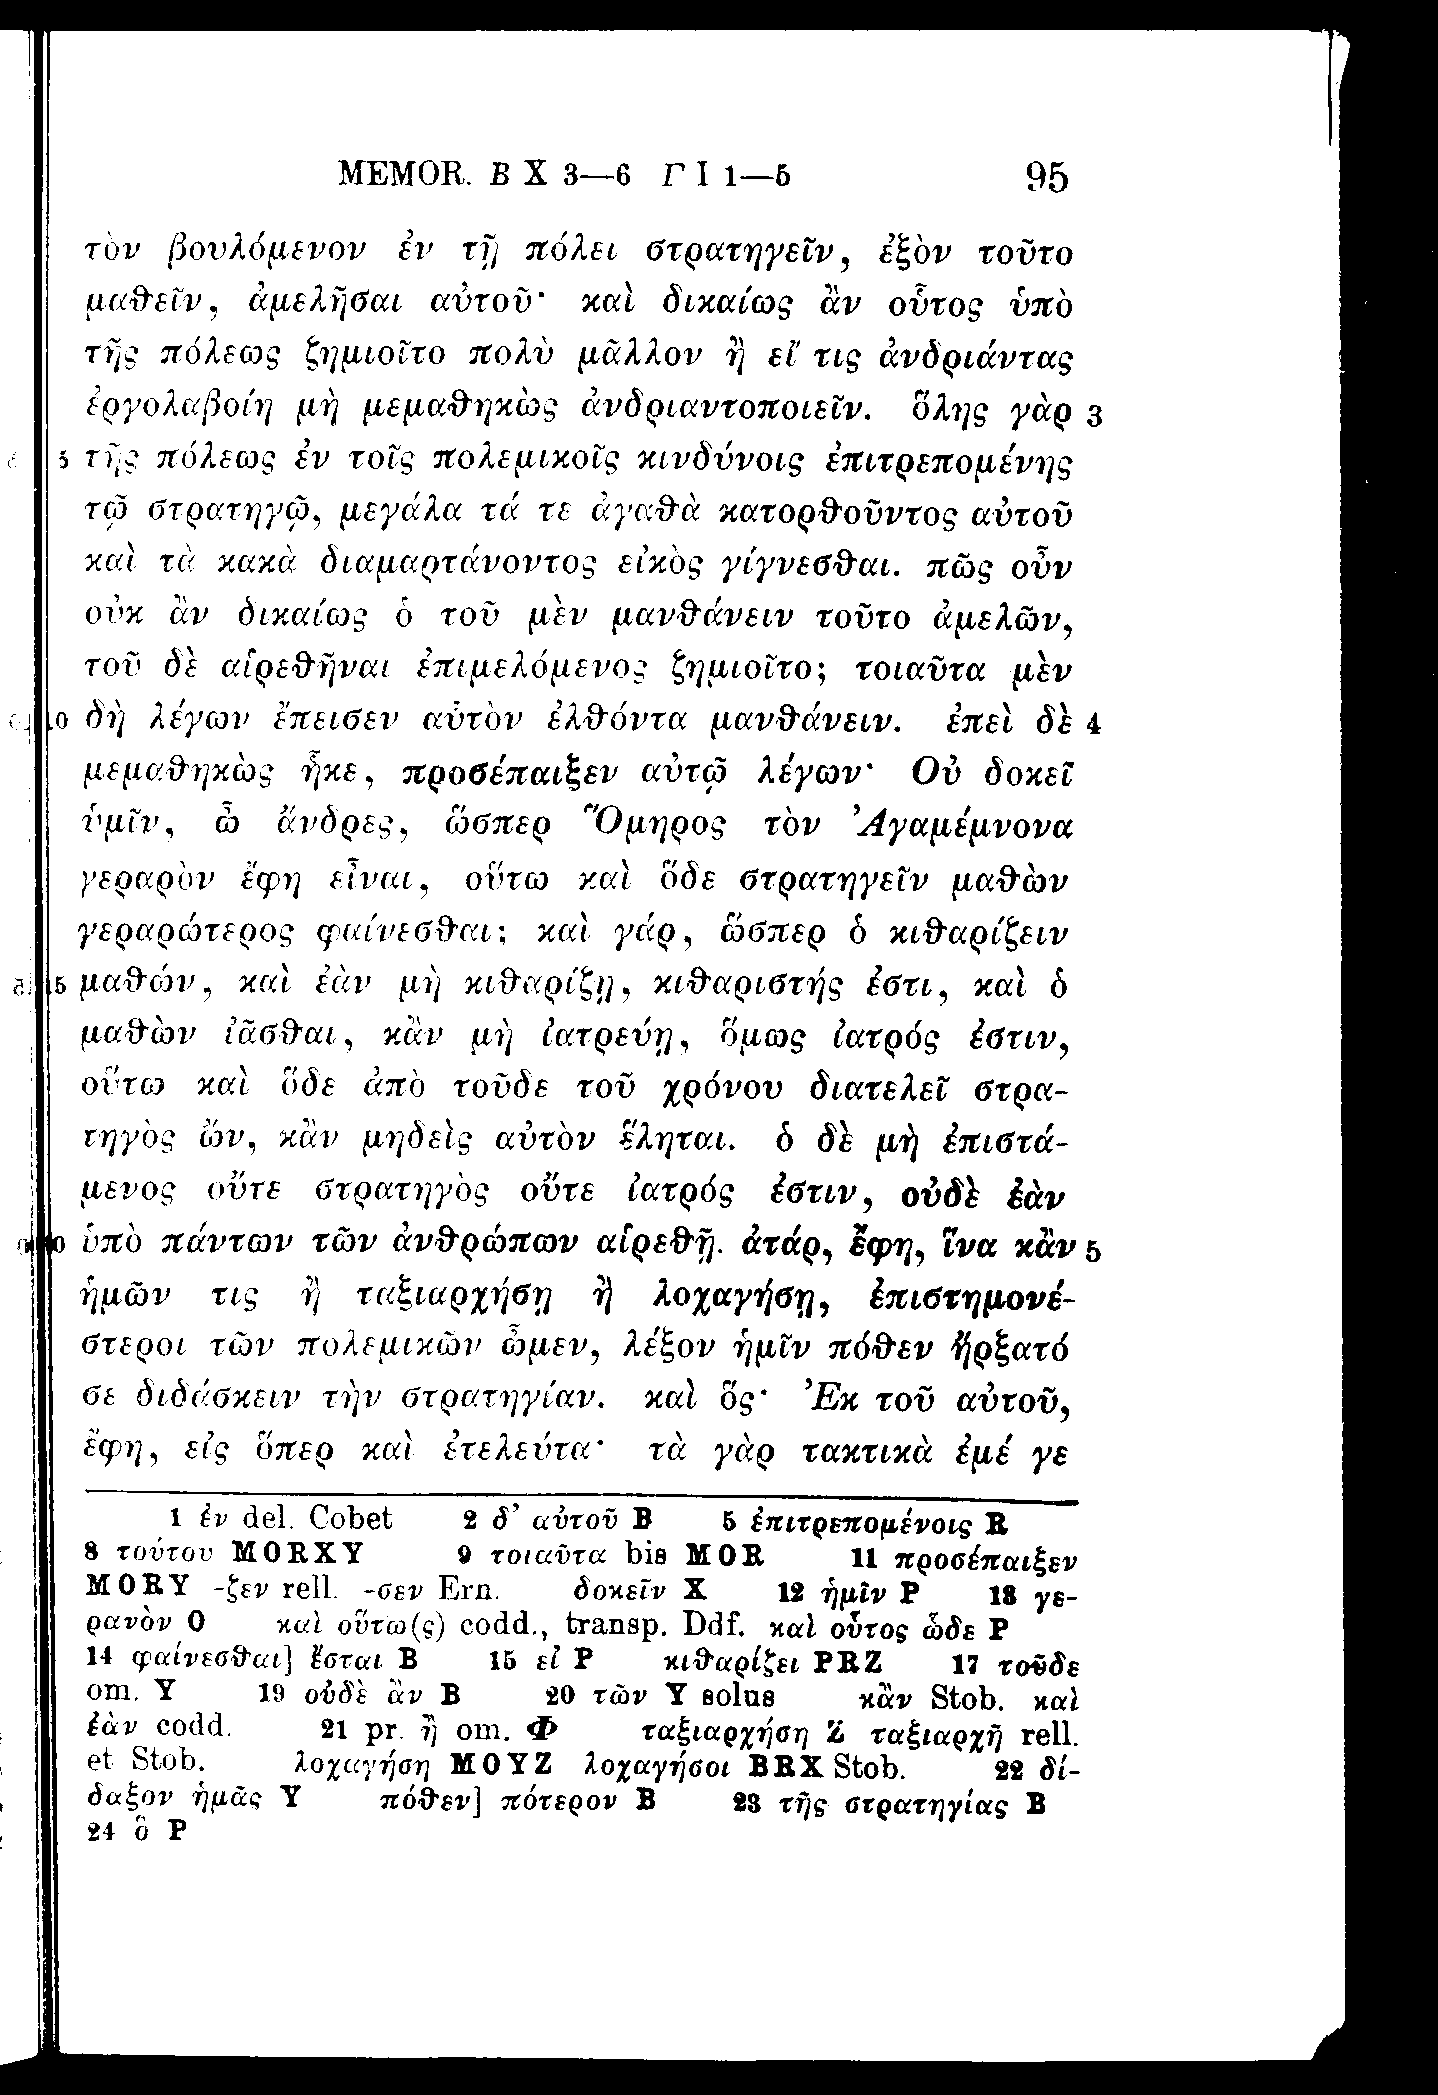 MEMOR. B X 3—6 Γ I 1—5 95
τὸν βουλόμενον ἐν τῇ πόλει στρατηγεῖν, ἐξὸν τοῦτο
μαθεῖν, ἀμελῆσαι αὐτοῦ· καὶ δικαίως ἂν οὗτος ὑπὸ
τῆς πόλεως ζημιοῖτο πολὺ μᾶλλον ἢ εἴ τις ἀνδριάντας
ἐργολαβοίη μὴ μεμαθηκὼς ἀνδριαντοποιεῖν. ὅλης γὰρ 3
5 τῆς πόλεως ἐν τοῖς πολεμικοῖς κινδύνοις ἐπιτρεπομένης
τῷ στρατηγῷ, μεγάλα τά τε ἀγαθὰ κατορθοῦντος αὐτοῦ
καὶ τὰ κακὰ διαμαρτάνοντος εἰκὸς γίγνεσθαι. πῶς οὖν
οὐκ ἂν δικαίως ὁ τοῦ μὲν μανθάνειν τοῦτο ἀμελῶν,
τοῦ δὲ αἱρεθῆναι ἐπιμελόμενος ζημιοῖτο; τοιαῦτα μὲν
10 δὴ λέγων ἔπεισεν αὐτὸν ἐλθόντα μανθάνειν. ἐπεὶ δὲ 4
μεμαθηκὼς ἧκε, προσέπαιξεν αὐτῷ λέγων· Οὐ δοκεῖ
ὑμῖν, ὦ ἄνδρες, ὥσπερ Ὅμηρος τὸν Ἀγαμέμνονα
γεραρὸν ἔφη εἶναι, οὕτω καὶ ὅδε στρατηγεῖν μαθὼν
γεραρώτερος φαίνεσθαι; καὶ γάρ, ὥσπερ ὁ κιθαρίζειν
15 μαθών, καὶ ἐὰν μὴ κιθαρίζῃ, κιθαριστής ἐστι, καὶ ὁ
μαθὼν ἰᾶσθαι, κἂν μὴ ἰατρεύῃ, ὅμως ἰατρός ἐστιν,
οὕτω καὶ ὅδε ἀπὸ τοῦδε τοῦ χρόνου διατελεῖ στρα-
τηγὸς ὤν, κἂν μηδεὶς αὐτὸν ἕληται. ὁ δὲ μὴ ἐπιστά-
μενος οὔτε στρατηγὸς οὔτε ἰατρός ἐστιν, οὐδὲ ἐὰν
20 ὑπὸ πάντων τῶν ἀνθρώπων αἱρεθῇ. ἀτάρ, ἔφη, ἵνα κἂν 5
ἡμῶν τις ἢ ταξιαρχήσῃ ἢ λοχαγήσῃ, ἐπιστημονέ-
στεροι τῶν πολεμικῶν ὦμεν, λέξον ἡμῖν πόθεν ἤρξατό
σε διδάσκειν τὴν στρατηγίαν. καὶ ὅς· Ἐκ τοῦ αὐτοῦ,
ἔφη, εἰς ὅπερ καὶ ἐτελεύτα· τὰ γὰρ τακτικὰ ἐμέ γε
1 ἐν del. Cobet 2 δ’ αὐτοῦ B 5 ἐπιτρεπομένοις R
8 τούτου MORXY 9 τοιαῦτα bis MOR 11 προσέπαιξεν
MORY -ζεν rell. -σεν Ern. δοκεῖν X 12 ἡμῖν P 13 γε-
ρανὸν O καὶ οὕτω(ς) codd., transp. Ddf. καὶ οὗτος ὧδε P
14 φαίνεσθαι] ἔσται B 15 εἰ P κιθαρίζει PRZ 17 τοῦδε
om. Y 19 οὐδὲ ἂν B 20 τῶν Y solus κἂν Stob. καὶ
ἐὰν codd. 21 pr. ἢ om. Φ ταξιαρχήσῃ Z ταξιαρχῇ rell.
et Stob. λοχαγήσῃ MOYZ λοχαγήσοι BRX Stob. 22 δί-
δαξον ἡμᾶς Y πόθεν] πότερον B 23 τῆς στρατηγίας B
24 ὃ P